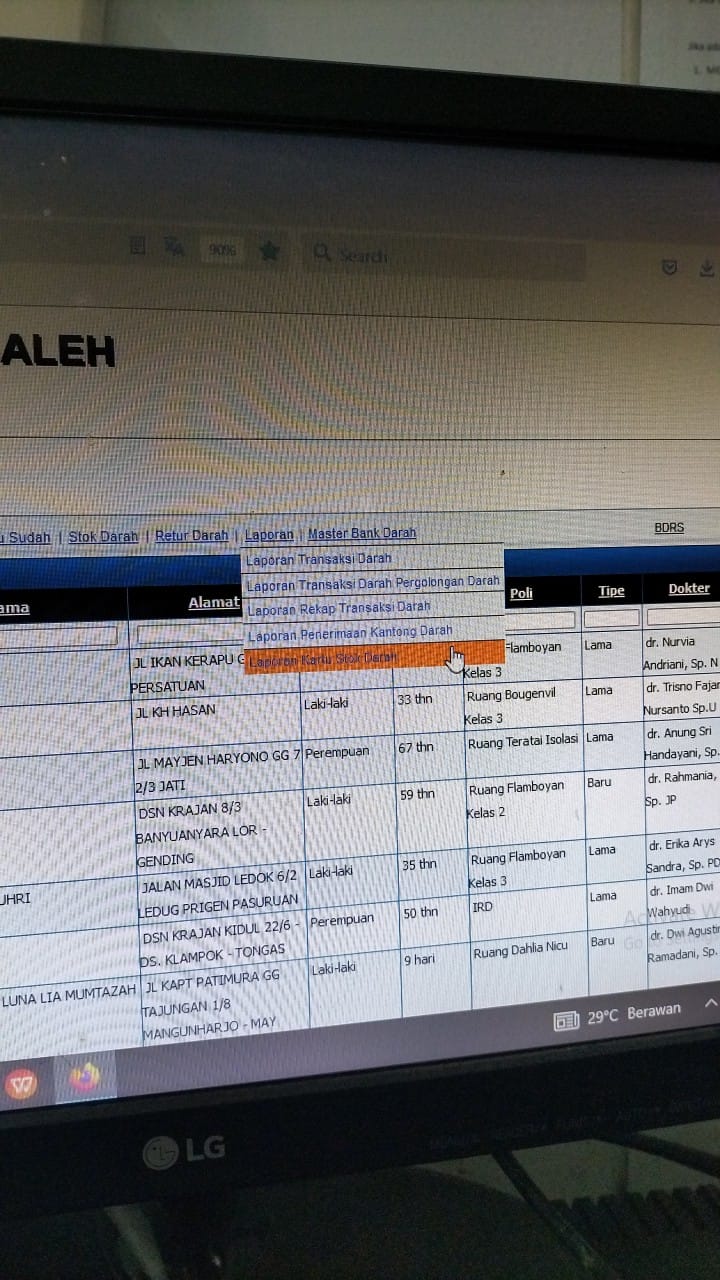 90%
Search
ALEH
u Sudah | Stok Darah | Retur Darah | Laporan | Master Bank Darah
BDRS
Laporan Transaksi Darah
Laporan Transaksi Darah Pergolongan Darah
Laporan Rekap Transaksi Darah
Laporan Penerimaan Kantong Darah
Laporan Kartu Stok Darah
ama Alamat Poli Tipe Dokter
JL IKAN KERAPU G
PERSATUAN
Flamboyan
Kelas 3
Lama
dr. Nurvia
Andriani, Sp. N
JL KH HASAN
Laki-laki
33 thn
Ruang Bougenvil
Kelas 3
Lama
dr. Trisno Fajar
Nursanto Sp.U
JL MAYJEN HARYONO GG 7
2/3 JATI
Perempuan
67 thn
Ruang Teratai Isolasi
Lama
dr. Anung Sri
Handayani, Sp.
DSN KRAJAN 8/3
BANYUANYARA LOR -
GENDING
Laki-laki
59 thn
Ruang Flamboyan
Kelas 2
Baru
dr. Rahmania,
Sp. JP
UHRI
JALAN MASJID LEDOK 6/2
LEDUG PRIGEN PASURUAN
Laki-laki
35 thn
Ruang Flamboyan
Kelas 3
Lama
dr. Erika Arys
Sandra, Sp. PD
DSN KRAJAN KIDUL 22/6 -
DS. KLAMPOK - TONGAS
Perempuan
50 thn
IRD
Lama
dr. Imam Dwi
Wahyudi
LUNA LIA MUMTAZAH
JL KAPT PATIMURA GG
TAJUNGAN 1/8
MANGUNHARJO - MAY
Laki-laki
9 hari
Ruang Dahlia Nicu
Baru
dr. Dwi Agustin
Ramadani, Sp.
29°C Berawan
LG